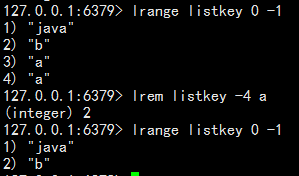 127.0.0.1:6379> lrange listkey 0 -1
1) "java"
2) "b"
3) "a"
4) "a"
127.0.0.1:6379> lrem listkey -4 a
(integer) 2
127.0.0.1:6379> lrange listkey 0 -1
1) "java"
2) "b"